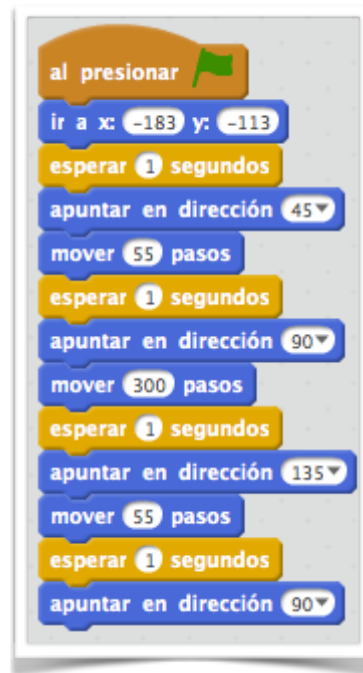 al presionar
ir a x: -183 y: -113
esperar 1 segundos
apuntar en dirección 45
mover 55 pasos
esperar 1 segundos
apuntar en dirección 90
mover 300 pasos
esperar 1 segundos
apuntar en dirección 135
mover 55 pasos
esperar 1 segundos
apuntar en dirección 90